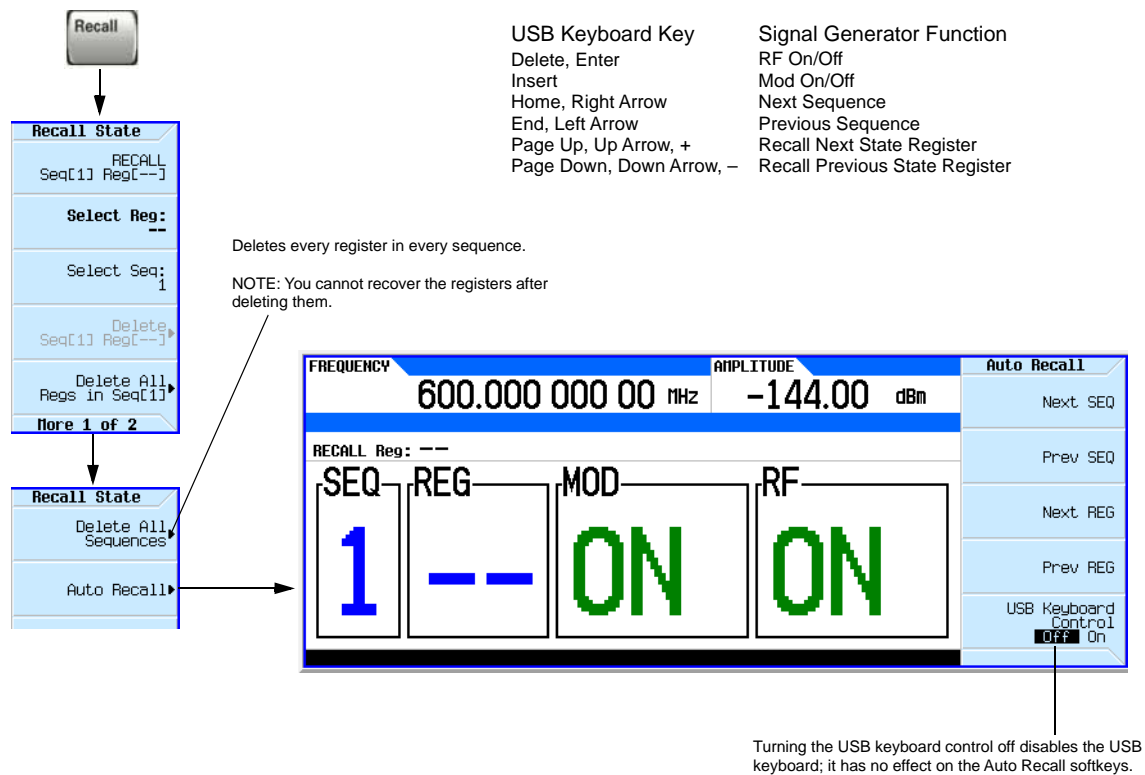 Recall
USB Keyboard Key Signal Generator Function
Delete, Enter RF On/Off
Insert Mod On/Off
Home, Right Arrow Next Sequence
End, Left Arrow Previous Sequence
Page Up, Up Arrow, + Recall Next State Register
Page Down, Down Arrow, – Recall Previous State Register
Recall State
RECALL
Seq[1] Reg[--]
Select Reg:
--
Select Seq:
1
Delete
Seq[1] Reg[--]
Delete All
Regs in Seq[1]
More 1 of 2
Deletes every register in every sequence.
NOTE: You cannot recover the registers after
deleting them.
Recall State
Delete All
Sequences
Auto Recall
FREQUENCY
600.000 000 00 MHz
AMPLITUDE
-144.00 dBm
RECALL Reg: --
SEQ
1
REG
--
MOD
ON
RF
ON
Auto Recall
Next SEQ
Prev SEQ
Next REG
Prev REG
USB Keyboard
Control
Off On
Turning the USB keyboard control off disables the USB
keyboard; it has no effect on the Auto Recall softkeys.